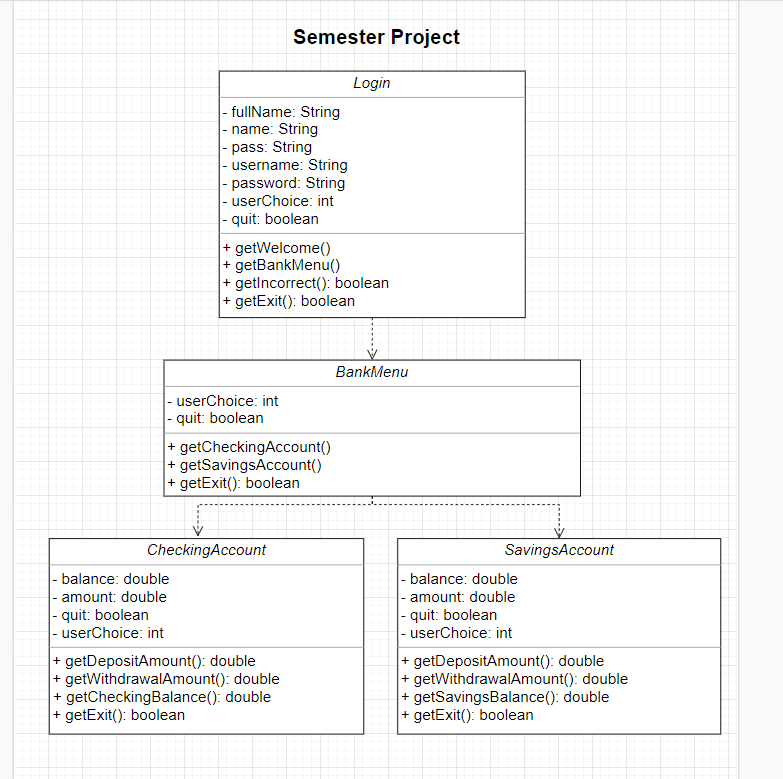 Semester Project
Login
- fullName: String
- name: String
- pass: String
- username: String
- password: String
- userChoice: int
- quit: boolean
+ getWelcome()
+ getBankMenu()
+ getIncorrect(): boolean
+ getExit(): boolean
BankMenu
- userChoice: int
- quit: boolean
+ getCheckingAccount()
+ getSavingsAccount()
+ getExit(): boolean
CheckingAccount
- balance: double
- amount: double
- quit: boolean
- userChoice: int
+ getDepositAmount(): double
+ getWithdrawalAmount(): double
+ getCheckingBalance(): double
+ getExit(): boolean
SavingsAccount
- balance: double
- amount: double
- quit: boolean
- userChoice: int
+ getDepositAmount(): double
+ getWithdrawalAmount(): double
+ getSavingsBalance(): double
+ getExit(): boolean